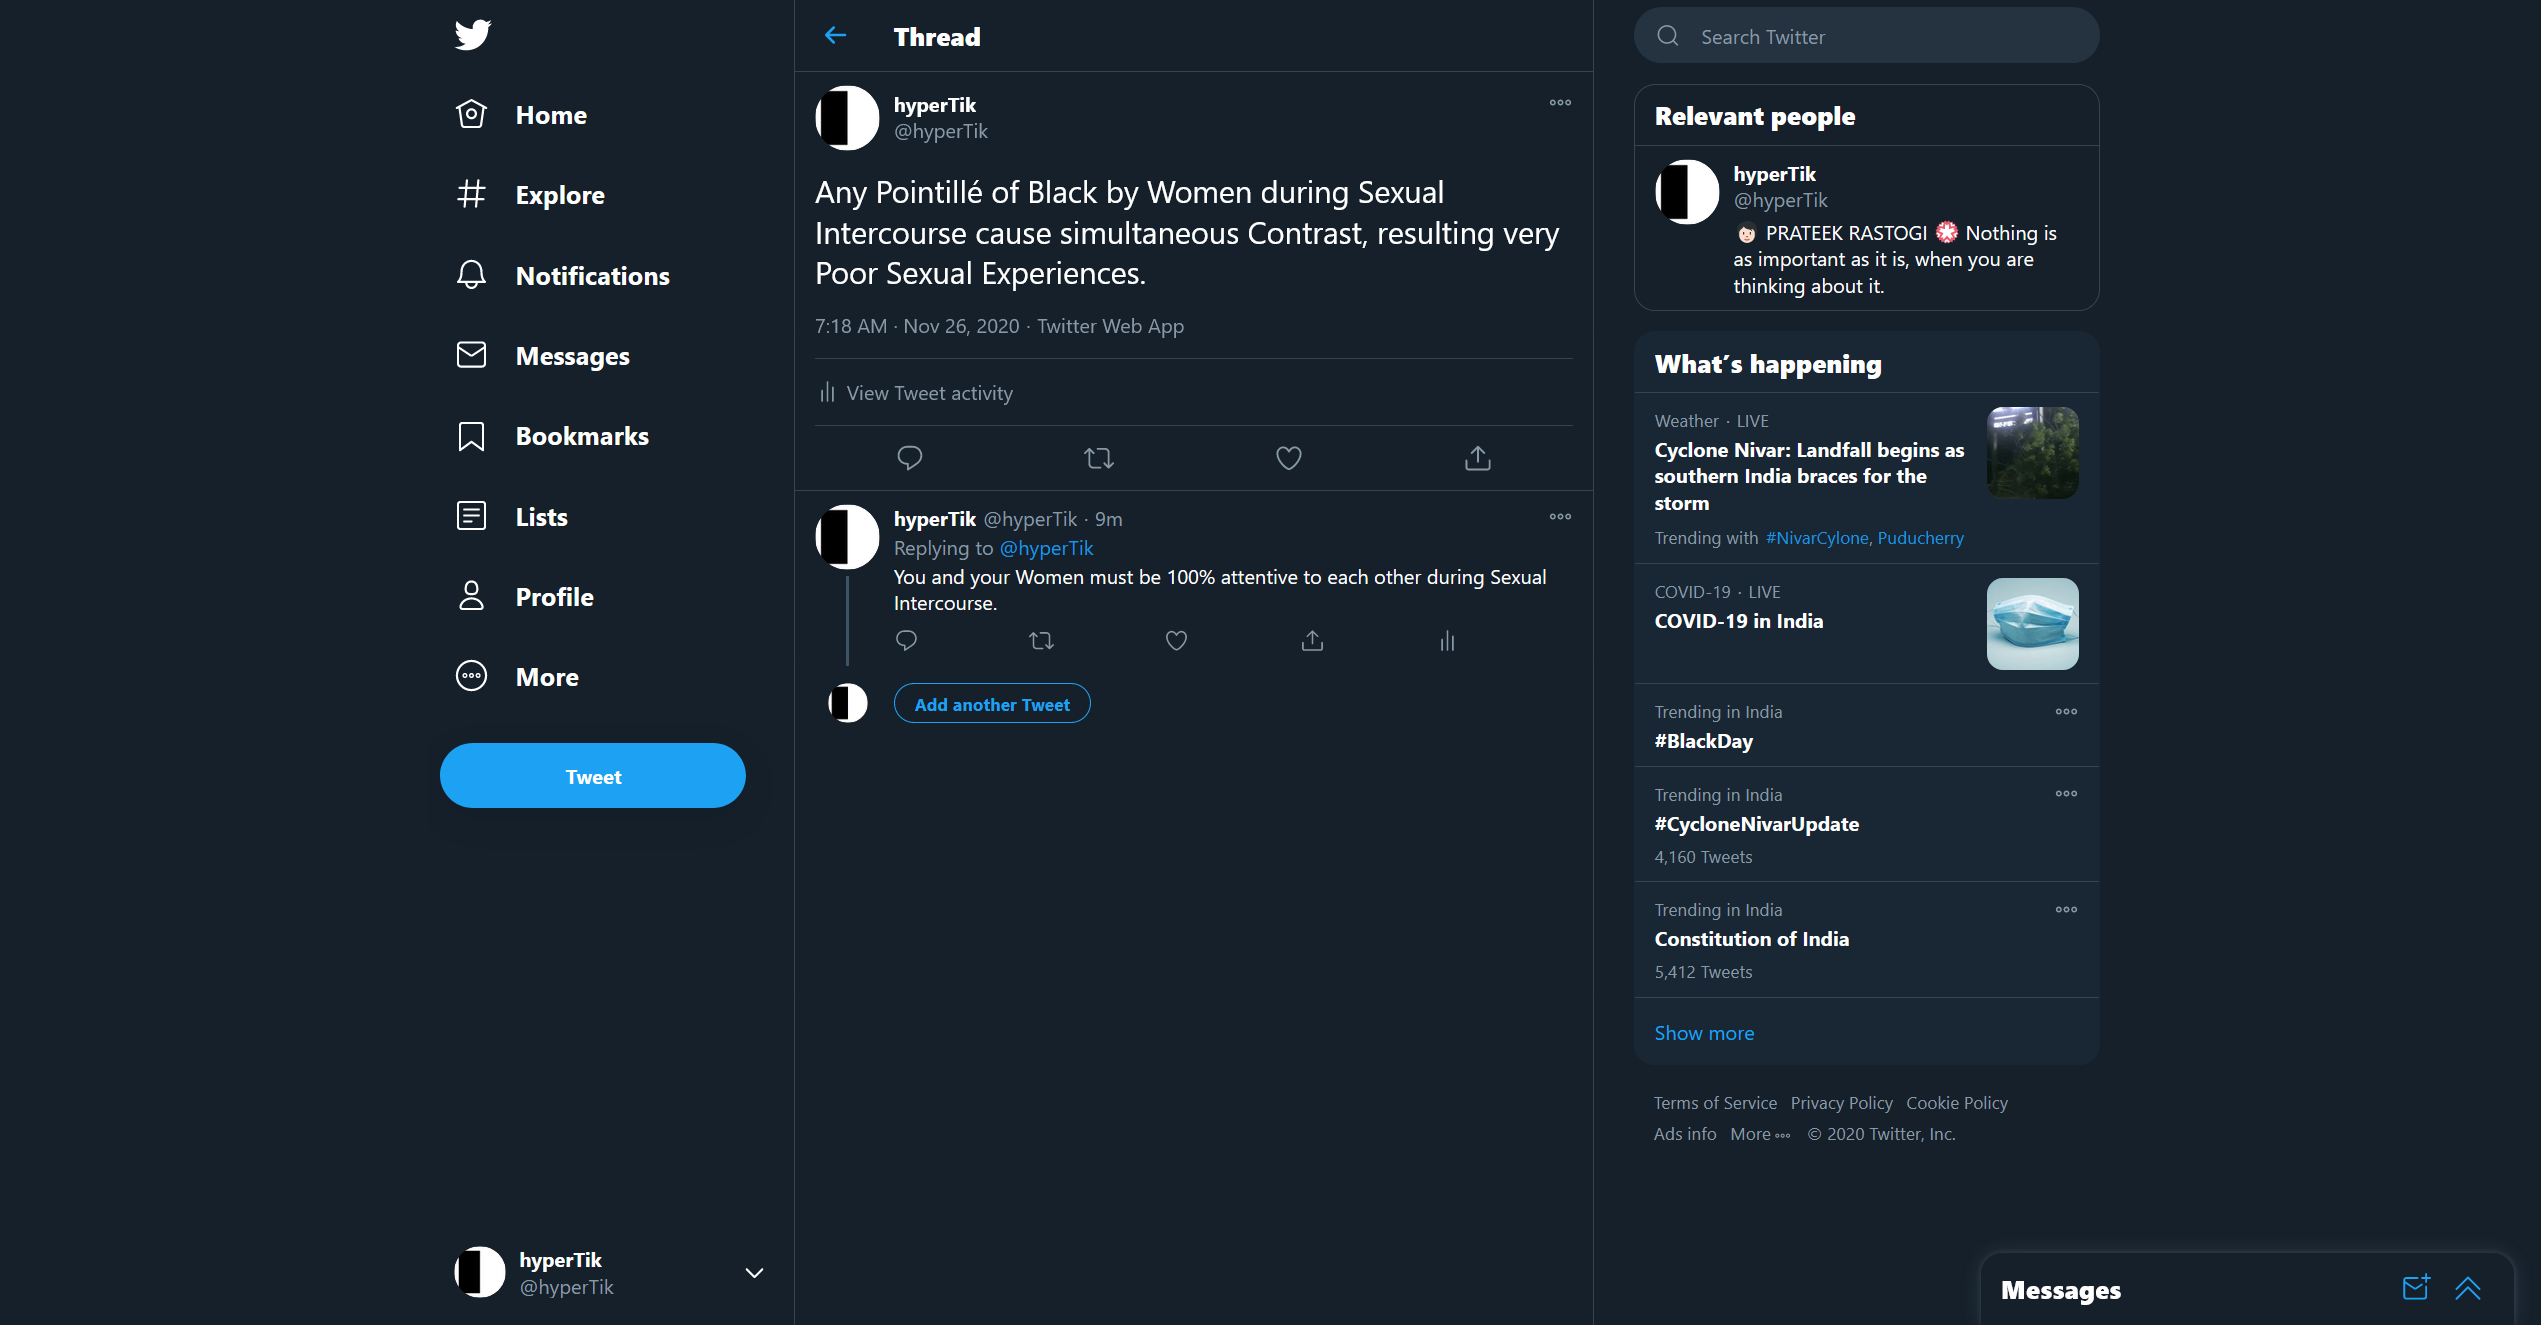 Home
Explore
Notifications
Messages
Bookmarks
Lists
Profile
More
Tweet
hyperTik
@hyperTik
Thread
hyperTik
@hyperTik
Any Pointillé of Black by Women during Sexual
Intercourse cause simultaneous Contrast, resulting very
Poor Sexual Experiences.
7:18 AM · Nov 26, 2020 · Twitter Web App
View Tweet activity
hyperTik @hyperTik · 9m
Replying to @hyperTik
You and your Women must be 100% attentive to each other during Sexual
Intercourse.
Add another Tweet
Search Twitter
Relevant people
hyperTik
@hyperTik
PRATEEK RASTOGI Nothing is
as important as it is, when you are
thinking about it.
What's happening
Weather · LIVE
Cyclone Nivar: Landfall begins as
southern India braces for the
storm
Trending with #NivarCylone, Puducherry
COVID-19 · LIVE
COVID-19 in India
Trending in India
#BlackDay
Trending in India
#CycloneNivarUpdate
4,160 Tweets
Trending in India
Constitution of India
5,412 Tweets
Show more
Terms of Service Privacy Policy Cookie Policy
Ads info More © 2020 Twitter, Inc.
Messages